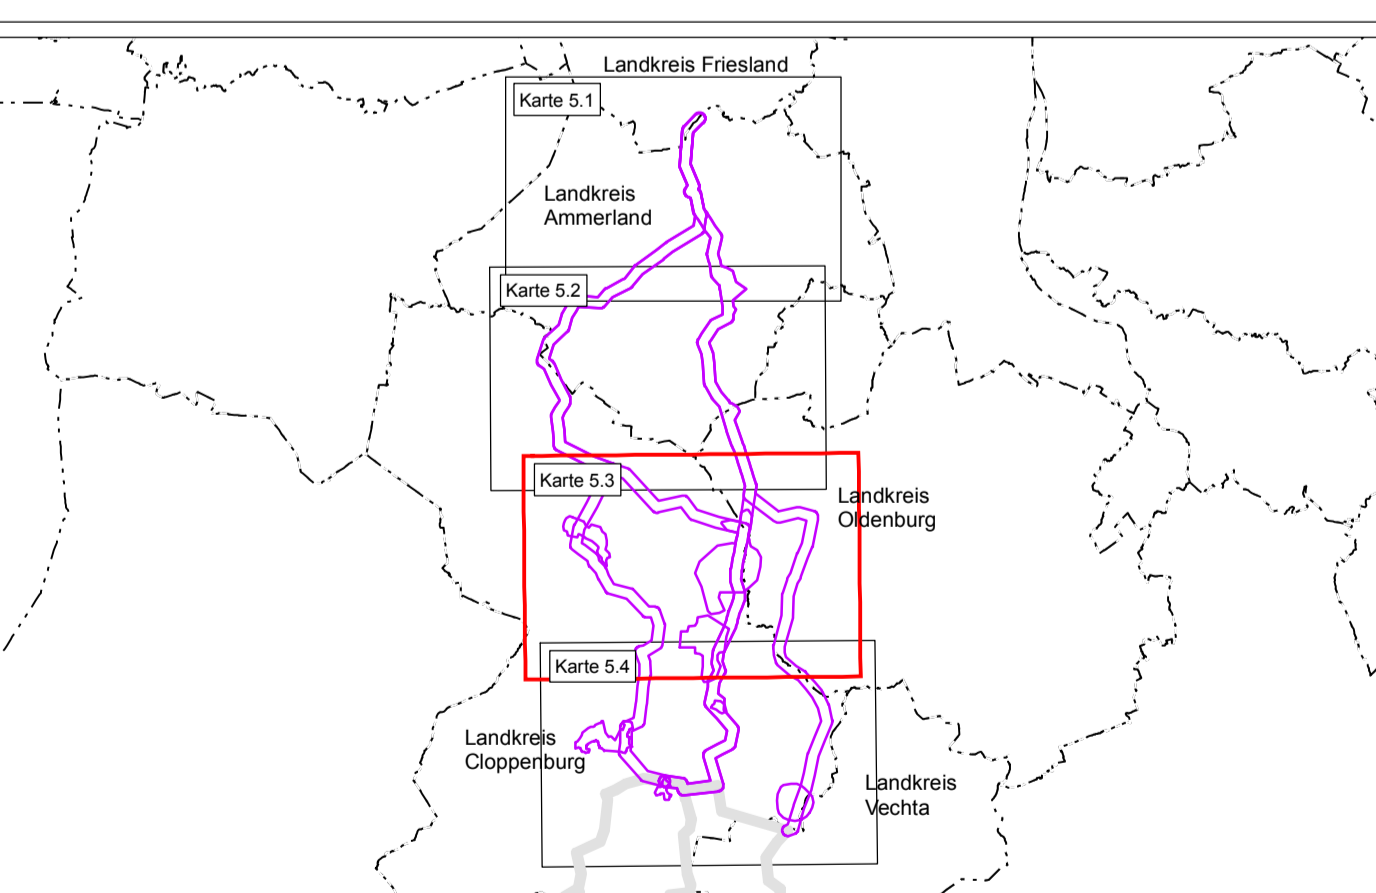 Landkreis Friesland
Karte 5.1
Landkreis
Ammerland
Karte 5.2
Karte 5.3
Landkreis
Oldenburg
Karte 5.4
Landkreis
Cloppenburg
Landkreis
Vechta